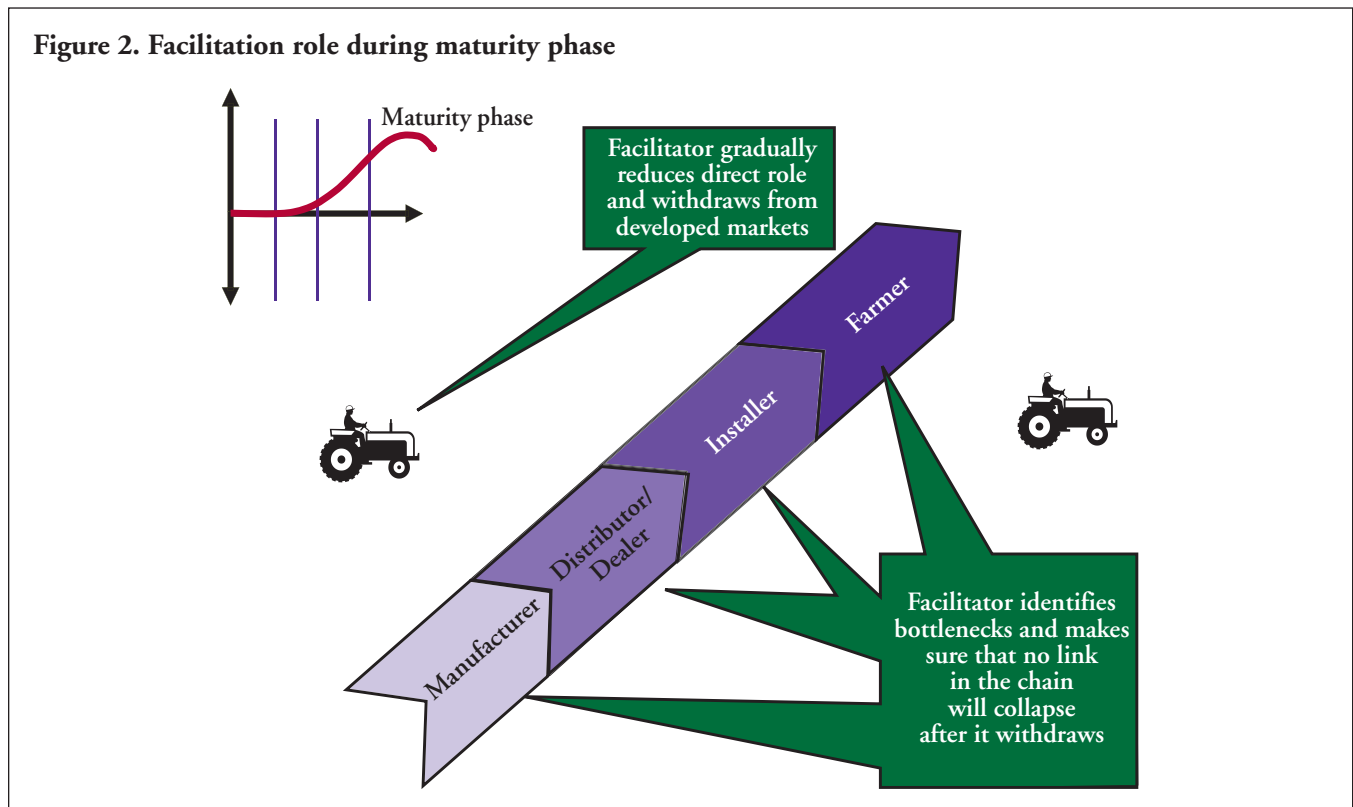 Figure 2. Facilitation role during maturity phase
Maturity phase
Facilitator gradually
reduces direct role
and withdraws from
developed markets
Farmer
Installer
Distributor/
Dealer
Manufacturer
Facilitator identifies
bottlenecks and makes
sure that no link
in the chain
will collapse
after it withdraws